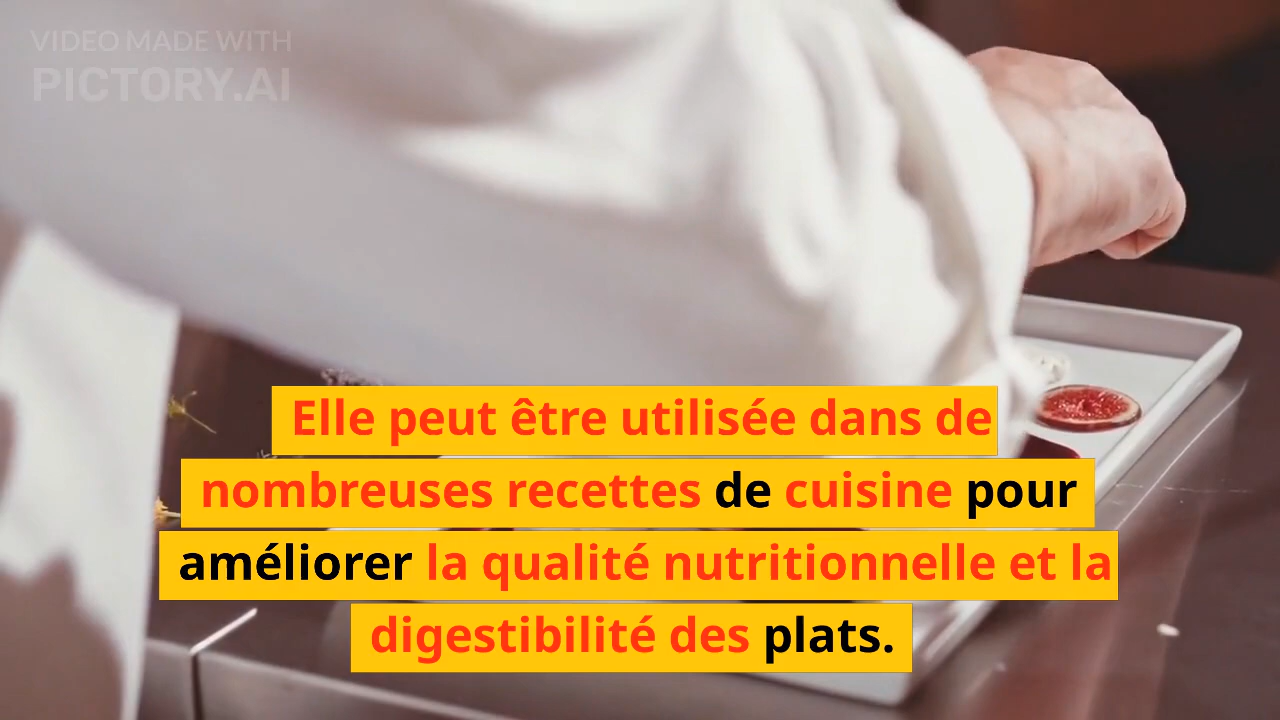 VIDEO MADE WITH
PICTORY.AI
Elle peut être utilisée dans de
nombreuses recettes de cuisine pour
améliorer la qualité nutritionnelle et la
digestibilité des plats.